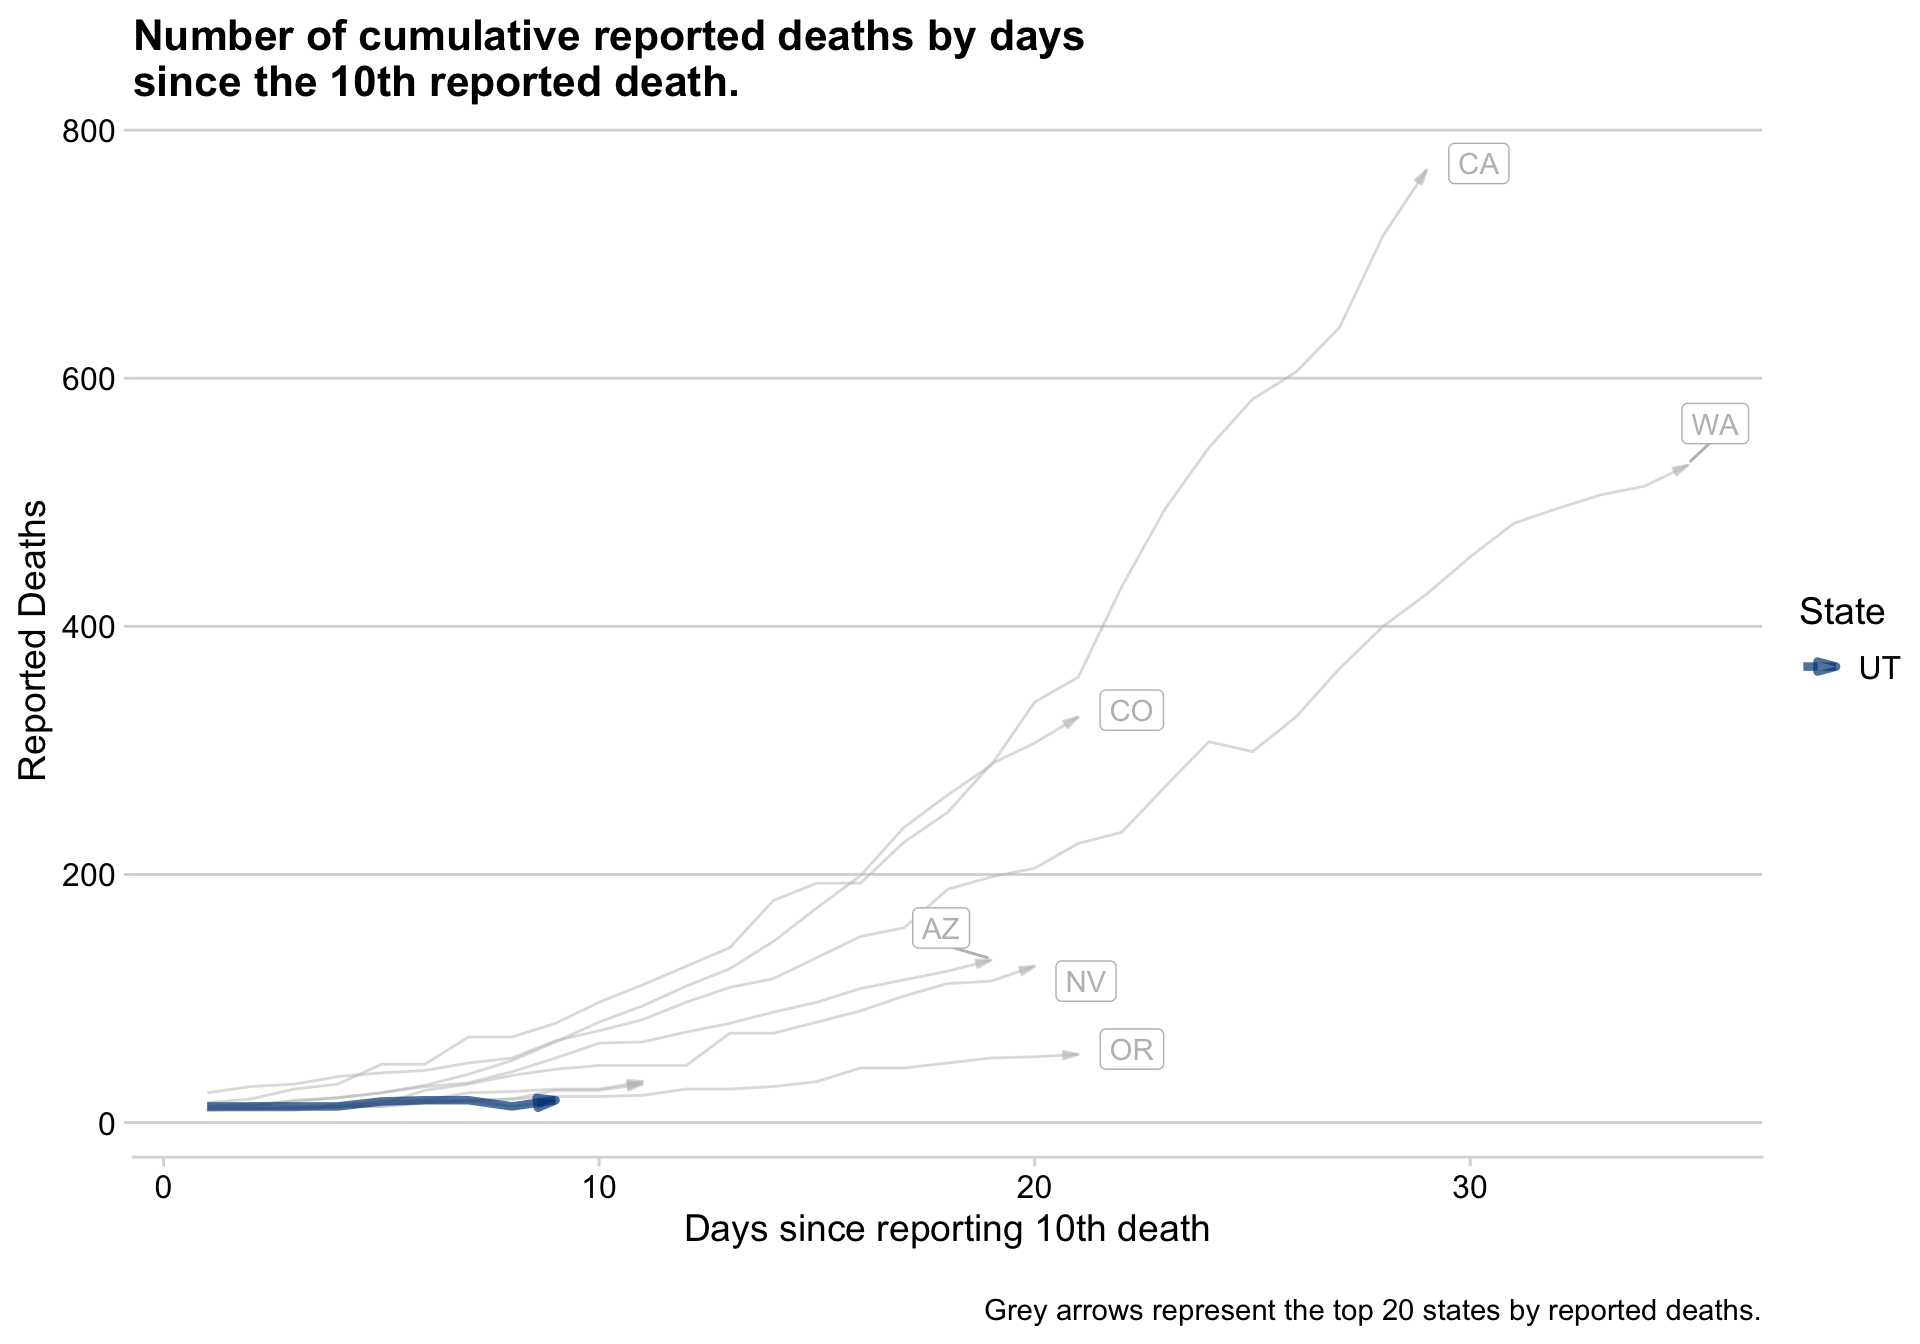 Number of cumulative reported deaths by days
since the 10th reported death.
800
CA
600
WA
Reported Deaths
State
400
UT
CO
200
AZ
NV
OR
0
0 10 20 30
Days since reporting 10th death
Grey arrows represent the top 20 states by reported deaths.